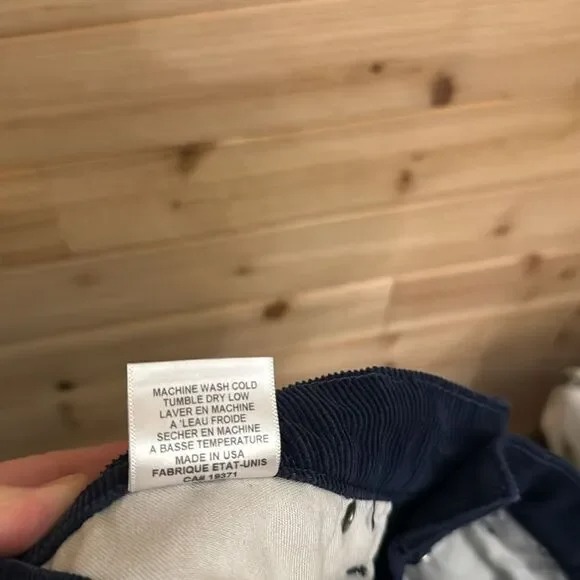 MACHINE WASH COLD
TUMBLE DRY LOW
LAVER EN MACHINE
A 'LEAU FROIDE
SECHER EN MACHINE
A BASSE TEMPERATURE
MADE IN USA
FABRIQUE ETAT-UNIS
CA# 19371